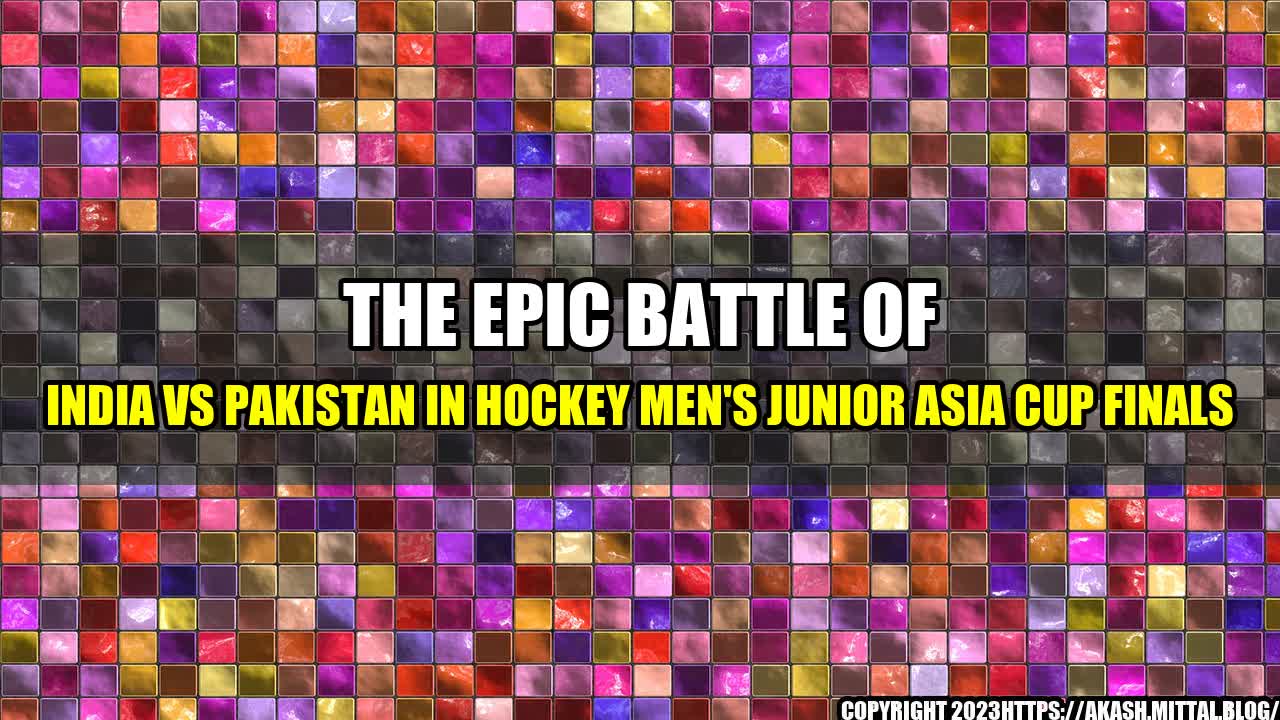 THE EPIC BATTLE OF
INDIA VS PAKISTAN IN HOCKEY MEN'S JUNIOR ASIA CUP FINALS
COPYRIGHT 2023HTTPS://AKASH.MITTAL.BLOG/